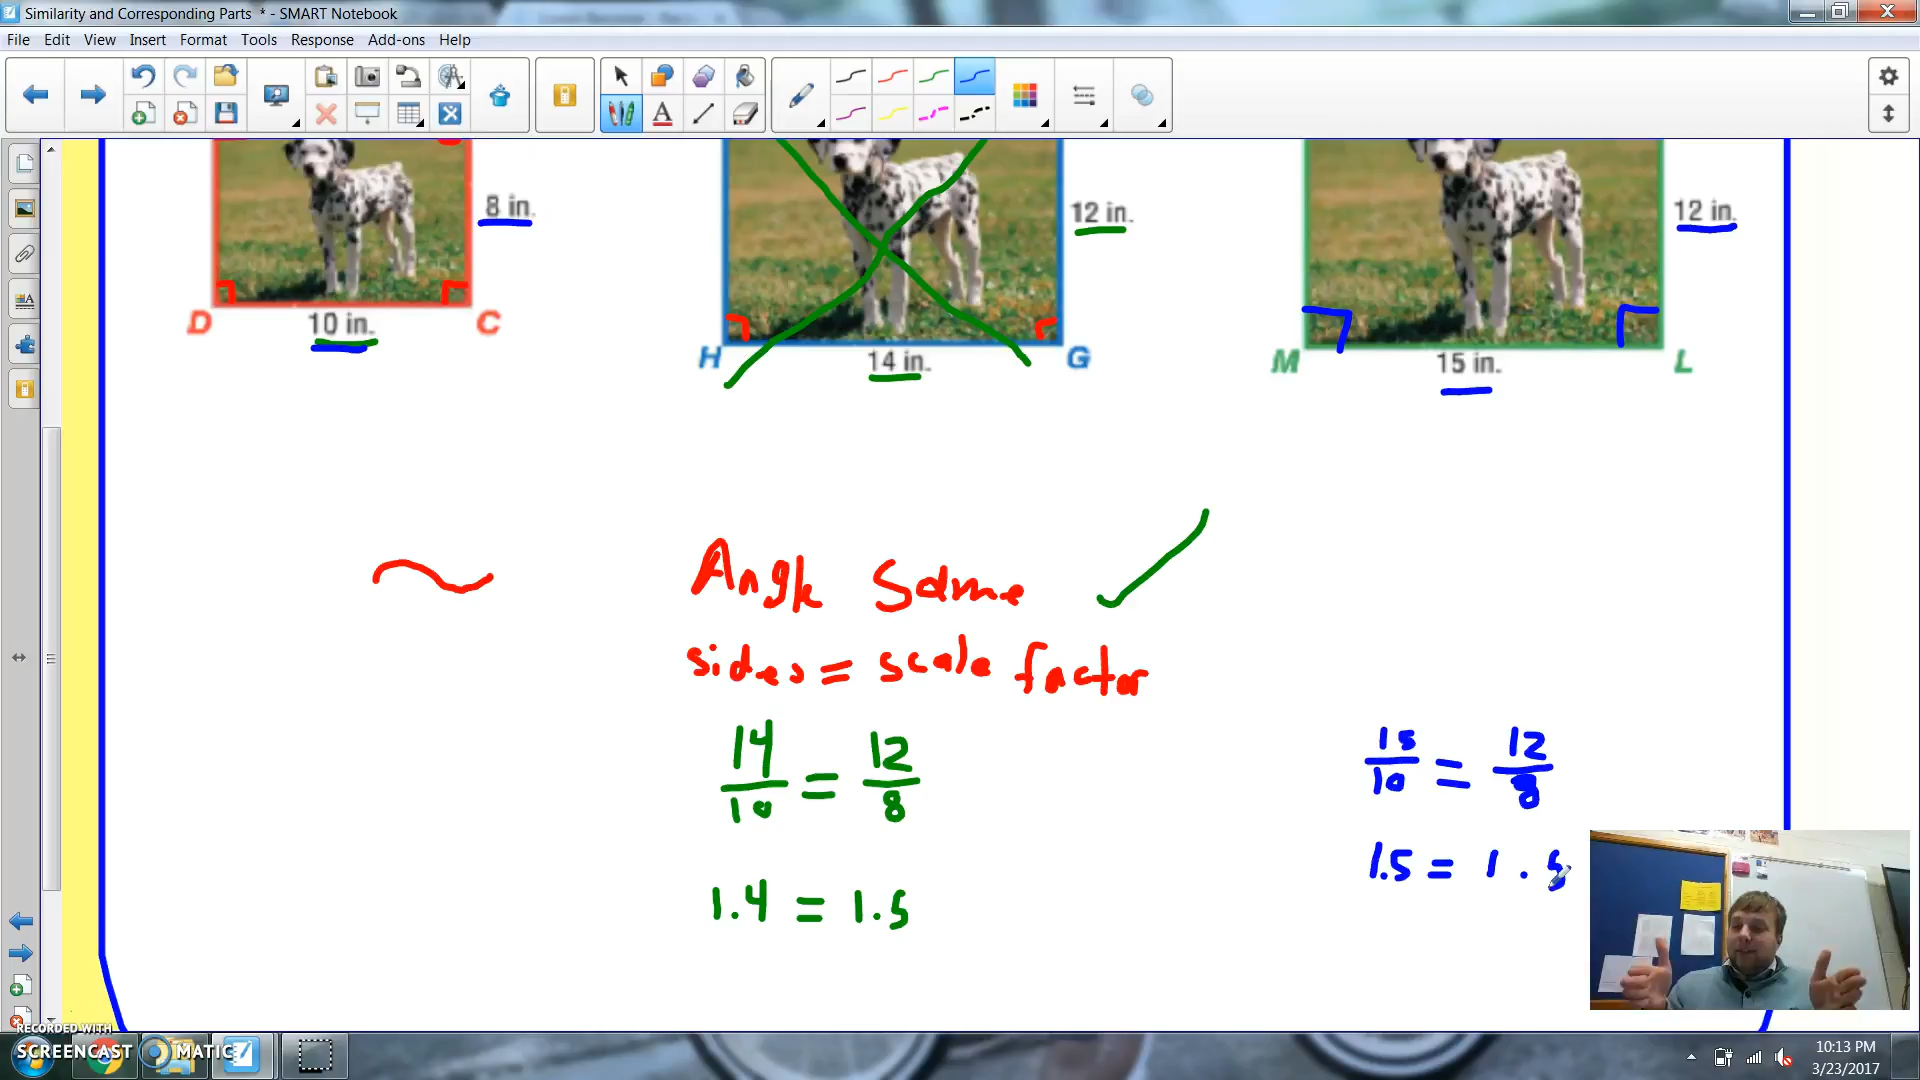 Similarity and Corresponding Parts * - SMART Notebook
File Edit View Insert Format Tools Response Add-ons Help
8 in.
12 in.
12 in.
D
10 in.
C
H
14 in.
G
M
15 in.
L
~ Angle Same
sides = scale factor
14/10 = 12/8
15/10 = 12/8
1.4 = 1.5
1.5 = 1.5
RECORDED WITH
SCREENCAST MATIC
10:13 PM
3/23/2017